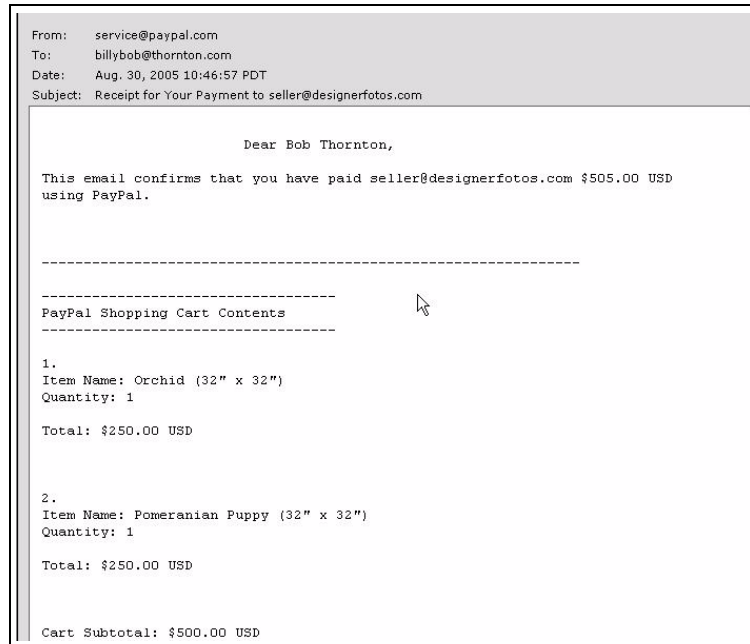 From: service@paypal.com
To: billybob@thornton.com
Date: Aug. 30, 2005 10:46:57 PDT
Subject: Receipt for Your Payment to seller@designerfotos.com
Dear Bob Thornton,
This email confirms that you have paid seller@designerfotos.com $505.00 USD
using PayPal.
----------------------------------------------------------------
-----------------------------------
PayPal Shopping Cart Contents
-----------------------------------
1.
Item Name: Orchid (32" x 32")
Quantity: 1
Total: $250.00 USD
2.
Item Name: Pomeranian Puppy (32" x 32")
Quantity: 1
Total: $250.00 USD
Cart Subtotal: $500.00 USD